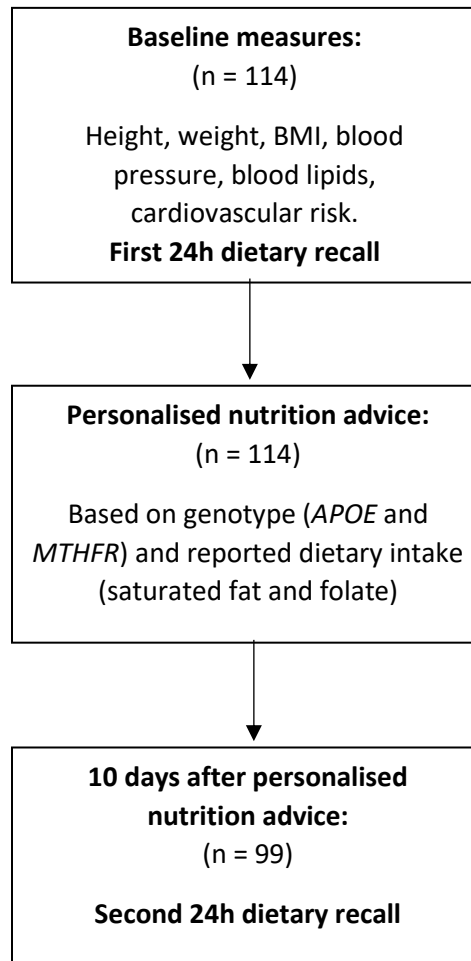 Baseline measures:
(n = 114)
Height, weight, BMI, blood
pressure, blood lipids,
cardiovascular risk.
First 24h dietary recall
Personalised nutrition advice:
(n = 114)
Based on genotype (APOE and
MTHFR) and reported dietary intake
(saturated fat and folate)
10 days after personalised
nutrition advice:
(n = 99)
Second 24h dietary recall